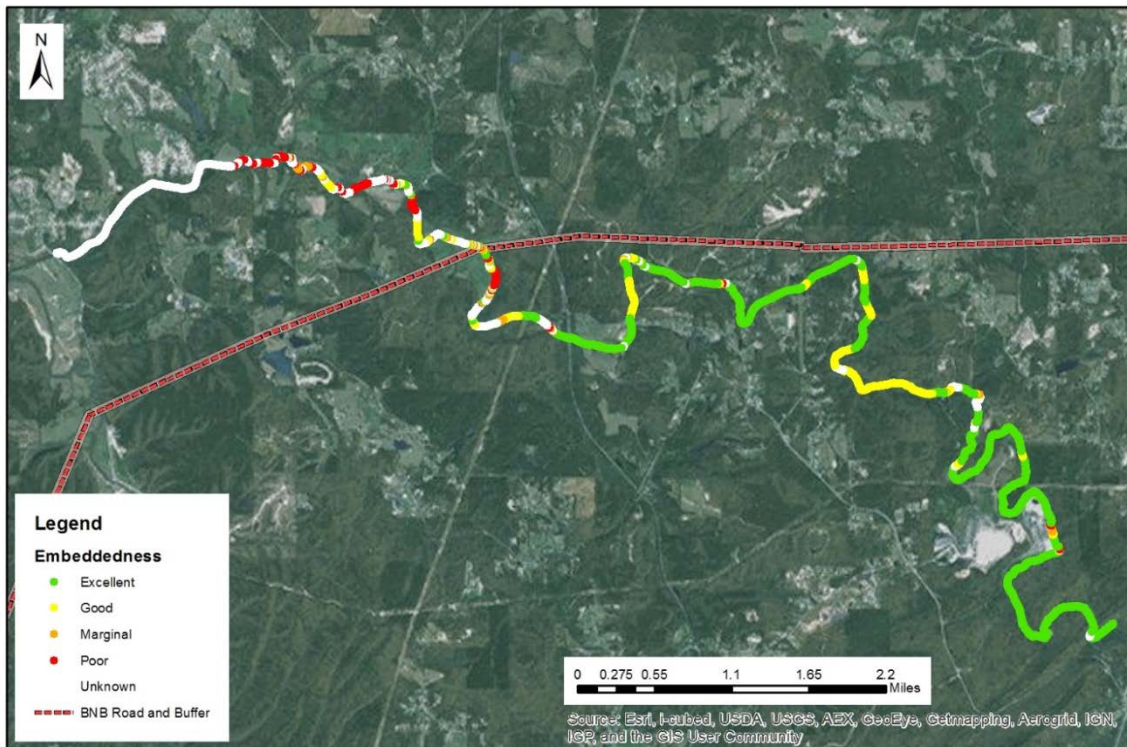 N
Legend
Embeddedness
Excellent
Good
Marginal
Poor
Unknown
BNB Road and Buffer
0 0.275 0.55 1.1 1.65 2.2
Miles
Source: Esri, i-cubed, USDA, USGS, AEX, GeoEye, Getmapping, Aerogrid, IGN,
IGP, and the GIS User Community